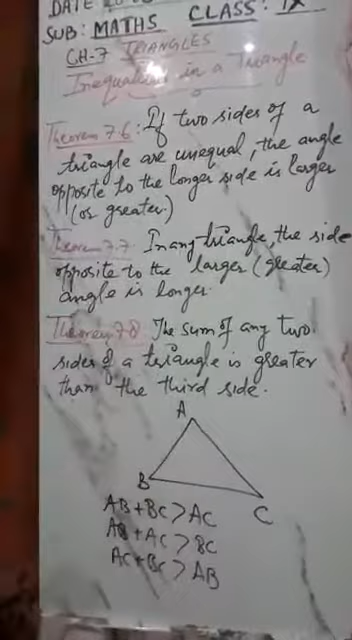 DATE
SUB: MATHS CLASS: IX
CH-7 TRIANGLES
Inequalities in a Triangle
Theorem 7.6: If two sides of a
triangle are unequal, the angle
opposite to the longer side is larger
(or greater.)
Theorem 7.7 In any triangle, the side
opposite to the larger (greater)
angle is longer.
Theorem 7.8 The sum of any two
sides of a triangle is greater
than the third side.
A
B
C
AB+BC>AC
AB+AC>BC
AC+BC>AB